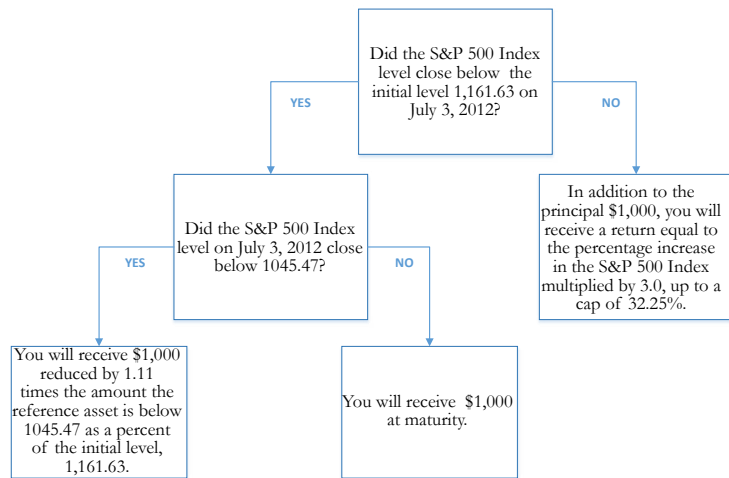 Did the S&P 500 Index
level close below the
initial level 1,161.63 on
July 3, 2012?
YES
NO
Did the S&P 500 Index
level on July 3, 2012 close
below 1045.47?
In addition to the
principal $1,000, you will
receive a return equal to
the percentage increase
in the S&P 500 Index
multiplied by 3.0, up to a
cap of 32.25%.
YES
NO
You will receive $1,000
reduced by 1.11
times the amount the
reference asset is below
1045.47 as a percent
of the initial level,
1,161.63.
You will receive $1,000
at maturity.